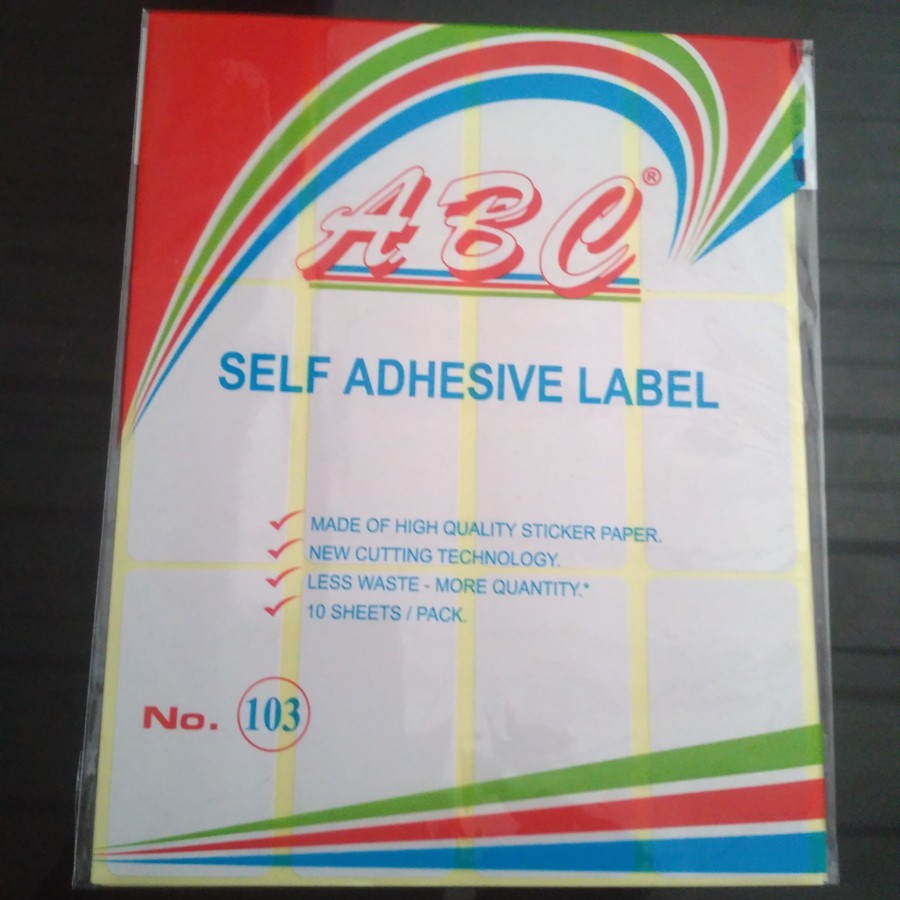 ABC®
SELF ADHESIVE LABEL
MADE OF HIGH QUALITY STICKER PAPER.
NEW CUTTING TECHNOLOGY.
LESS WASTE - MORE QUANTITY.*
10 SHEETS / PACK.
No. 103